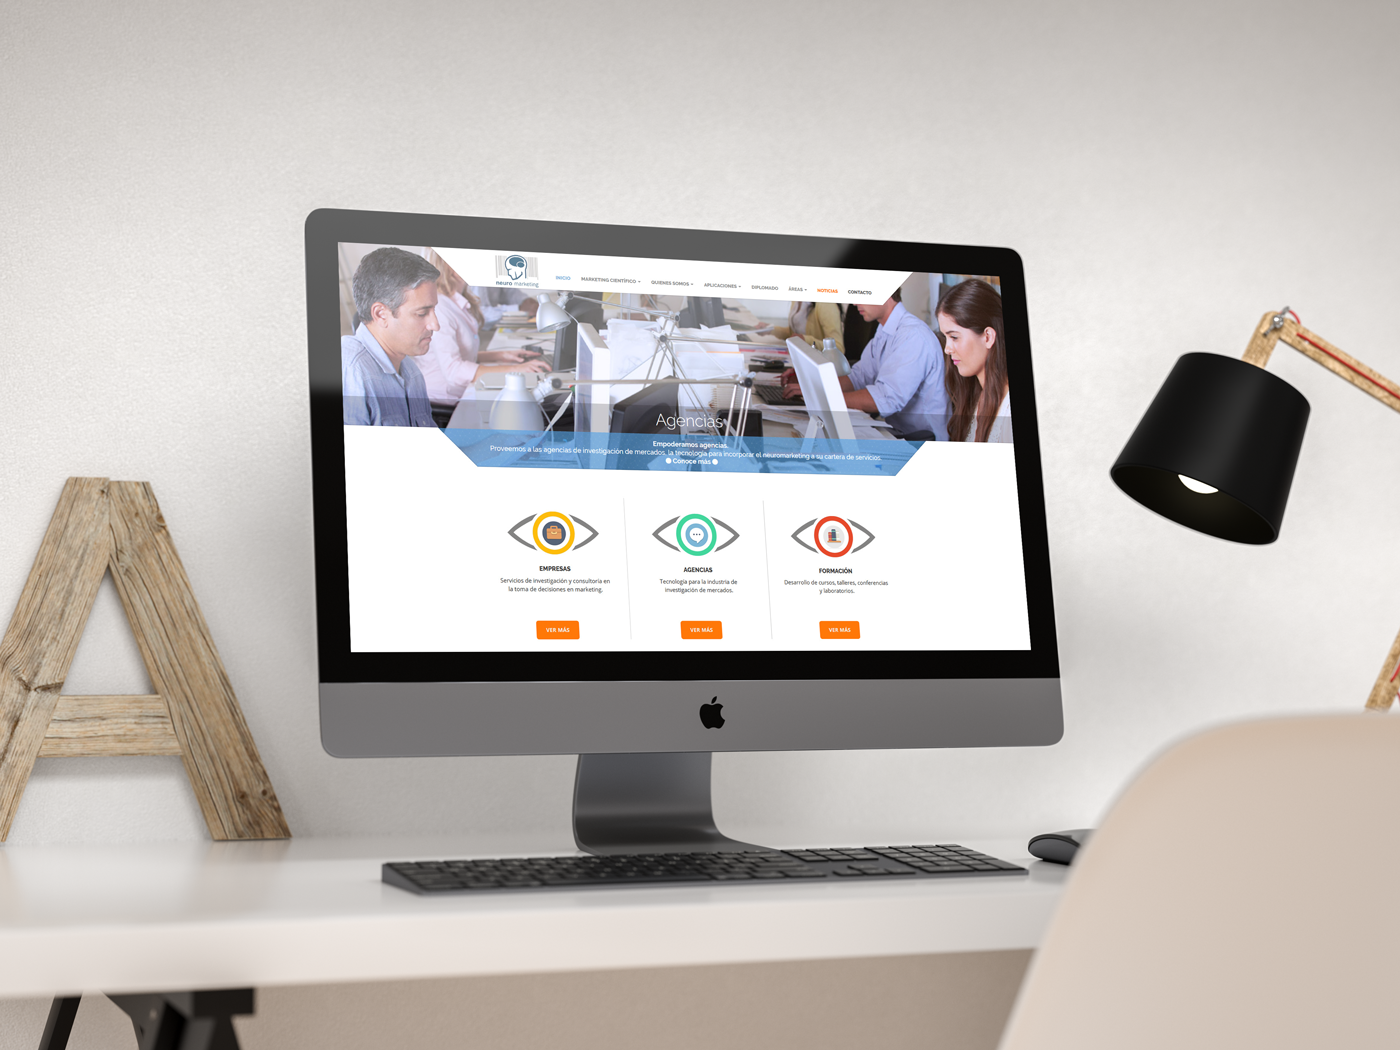 neuro marketing
INICIO MARKETING CIENTÍFICO QUIENES SOMOS APLICACIONES DIPLOMADO ÁREAS NOTICIAS CONTACTO
Agencias
Empoderamos agencias.
Proveemos a las agencias de investigación de mercados, la tecnología para incorporar el neuromarketing a su cartera de servicios
Conoce más
EMPRESAS
Servicios de investigación y consultoría en
la toma de decisiones en marketing.
VER MÁS
AGENCIAS
Tecnología para la industria de
investigación de mercados.
VER MÁS
FORMACIÓN
Desarrollo de cursos, talleres, conferencias
y laboratorios.
VER MÁS
A